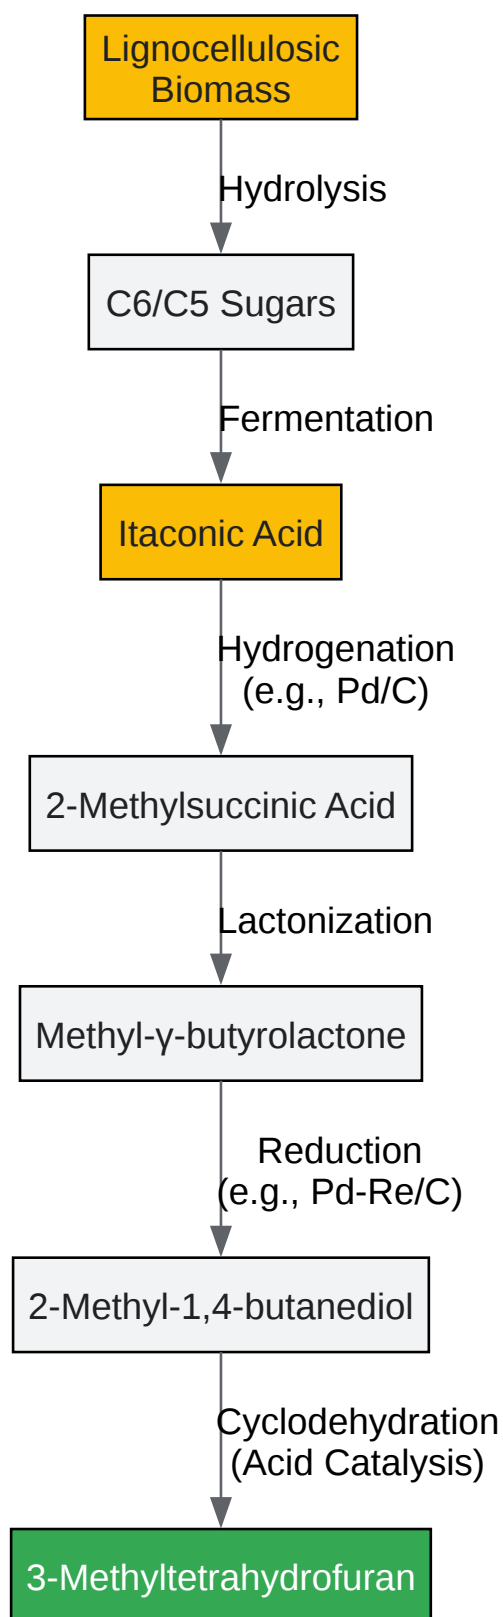 Lignocellulosic
Biomass
Hydrolysis
C6/C5 Sugars
Fermentation
Itaconic Acid
Hydrogenation
(e.g., Pd/C)
2-Methylsuccinic Acid
Lactonization
Methyl-γ-butyrolactone
Reduction
(e.g., Pd-Re/C)
2-Methyl-1,4-butanediol
Cyclodehydration
(Acid Catalysis)
3-Methyltetrahydrofuran